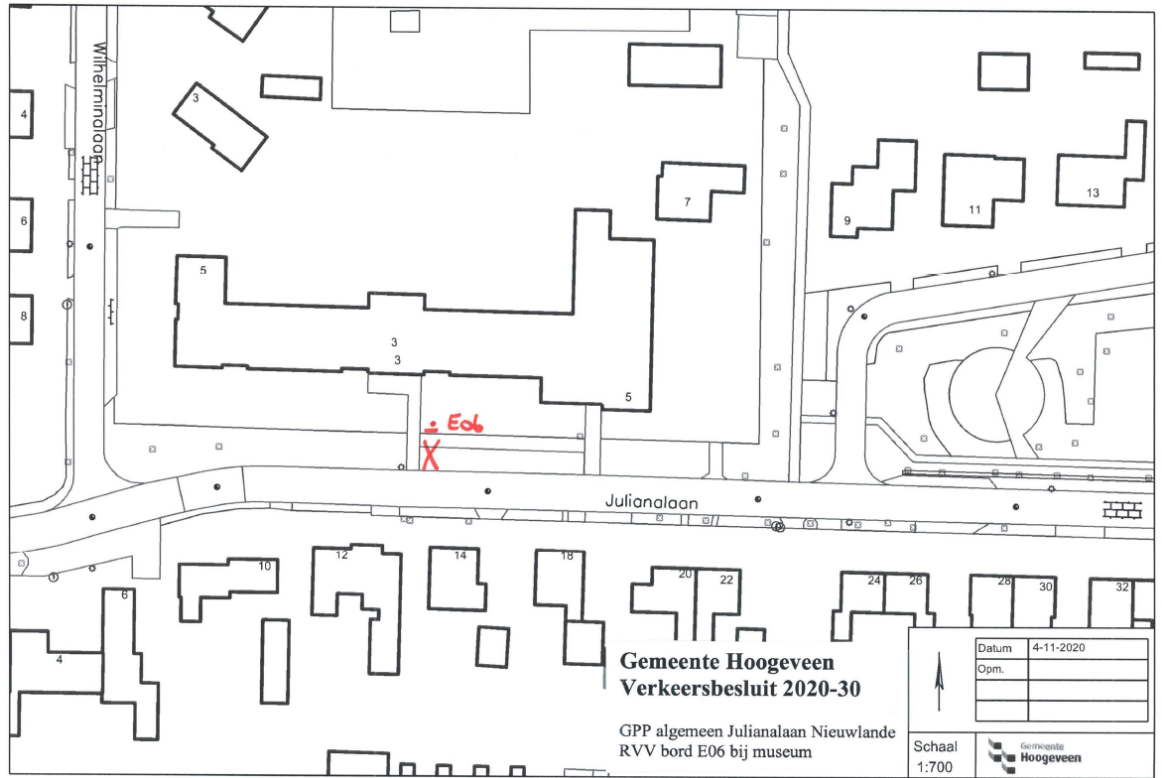 Wilhelminalaan
3
4
7
9
11
13
6
5
8
3
3
5
E06
Julianalaan
10
12
14
18
20
22
24
26
28
30
32
6
4
Gemeente Hoogeveen
Verkeersbesluit 2020-30
GPP algemeen Julianalaan Nieuwlande
RVV bord E06 bij museum
Datum 4-11-2020
Opm.
Schaal
1:700
Gemeente
Hoogeveen